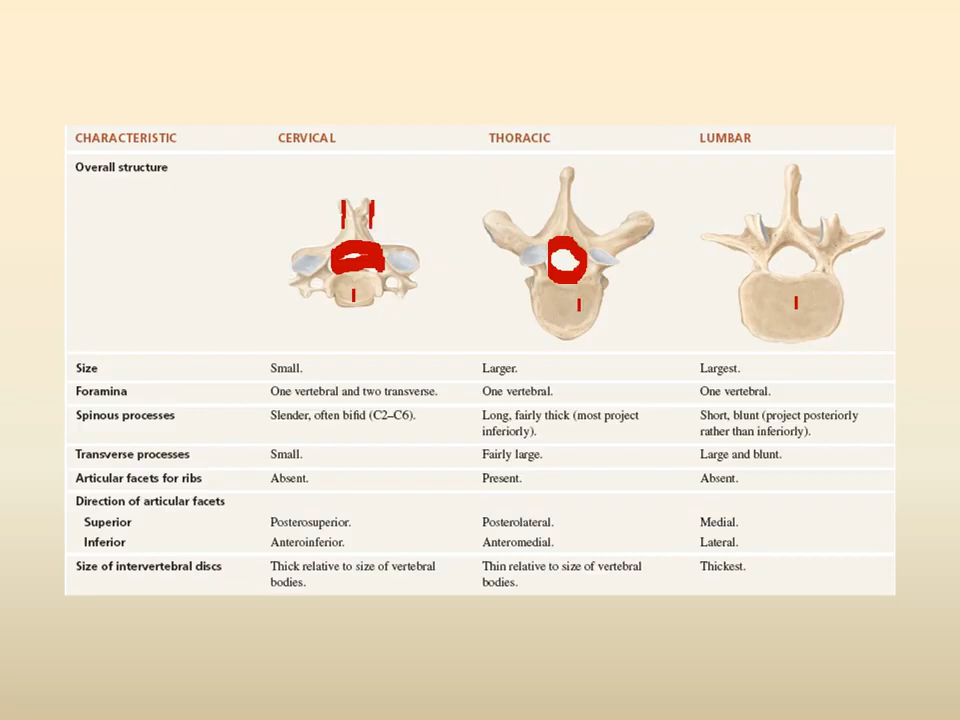 CHARACTERISTIC CERVICAL THORACIC LUMBAR
Overall structure
Size Small. Larger. Largest.
Foramina One vertebral and two transverse. One vertebral. One vertebral.
Spinous processes Slender, often bifid (C2–C6). Long, fairly thick (most project inferiorly). Short, blunt (project posteriorly rather than inferiorly).
Transverse processes Small. Fairly large. Large and blunt.
Articular facets for ribs Absent. Present. Absent.
Direction of articular facets
Superior Posterosuperior. Posterolateral. Medial.
Inferior Anteroinferior. Anteromedial. Lateral.
Size of intervertebral discs Thick relative to size of vertebral bodies. Thin relative to size of vertebral bodies. Thickest.